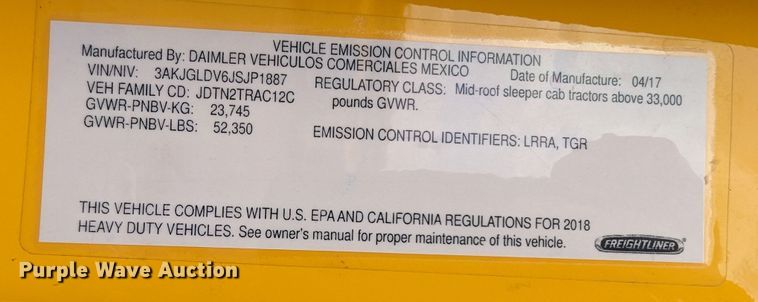 VEHICLE EMISSION CONTROL INFORMATION
Manufactured By: DAIMLER VEHICULOS COMERCIALES MEXICO Date of Manufacture: 04/17
VIN/NIV: 3AKJGLDV6JSJP1887
REGULATORY CLASS: Mid-roof sleeper cab tractors above 33,000
pounds GVWR.
VEH FAMILY CD: JDTN2TRAC12C
GVWR-PNBV-KG: 23,745
GVWR-PNBV-LBS: 52,350
EMISSION CONTROL IDENTIFIERS: LRRA, TGR
THIS VEHICLE COMPLIES WITH U.S. EPA AND CALIFORNIA REGULATIONS FOR 2018
HEAVY DUTY VEHICLES. See owner's manual for proper maintenance of this vehicle.
FREIGHTLINER
Purple Wave Auction